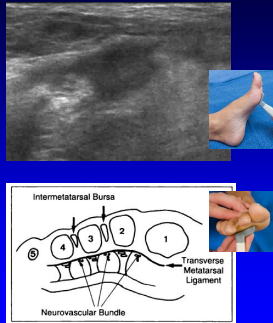 Intermetatarsal Bursa
5 4 3 2 1
Transverse
Metatarsal
Ligament
Neurovascular Bundle